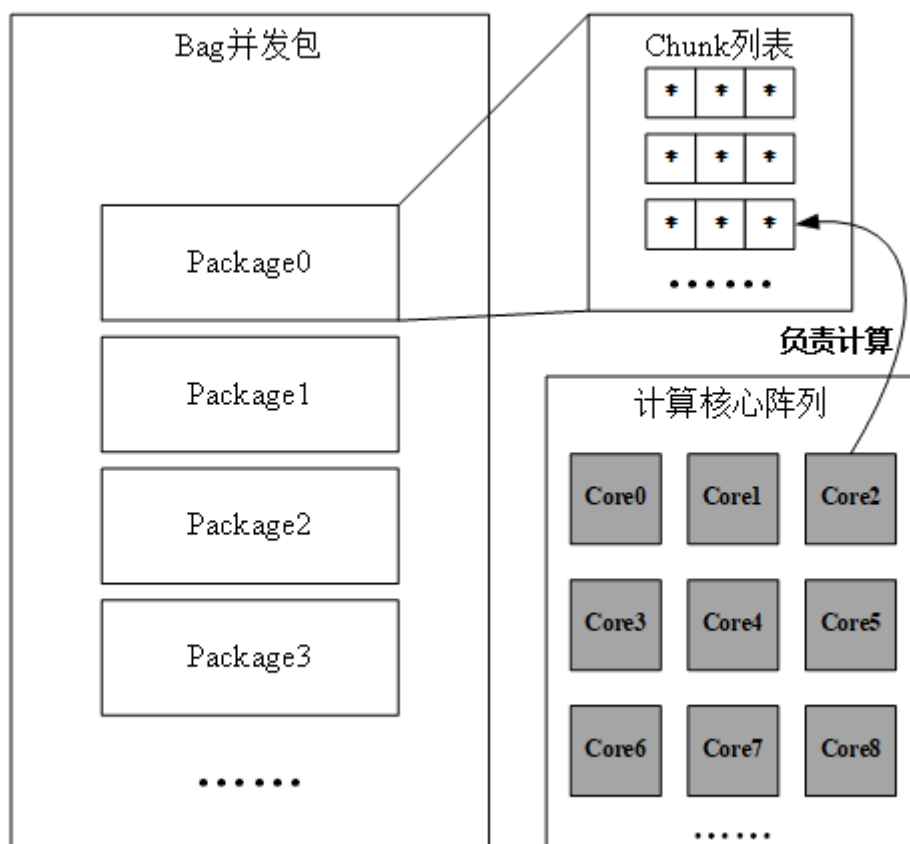 Bag并发包
Package0
Package1
Package2
Package3
······
Chunk列表
* * *
* * *
* * *
······
负责计算
计算核心阵列
Core0 Core1 Core2
Core3 Core4 Core5
Core6 Core7 Core8
······